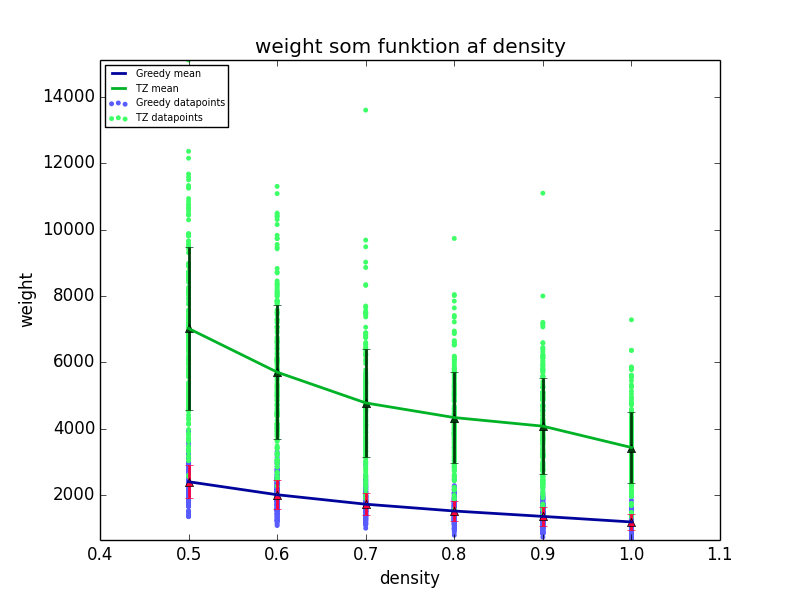 weight som funktion af density
Greedy mean
TZ mean
Greedy datapoints
TZ datapoints
14000
12000
10000
8000
6000
4000
2000
weight
0.4 0.5 0.6 0.7 0.8 0.9 1.0 1.1
density